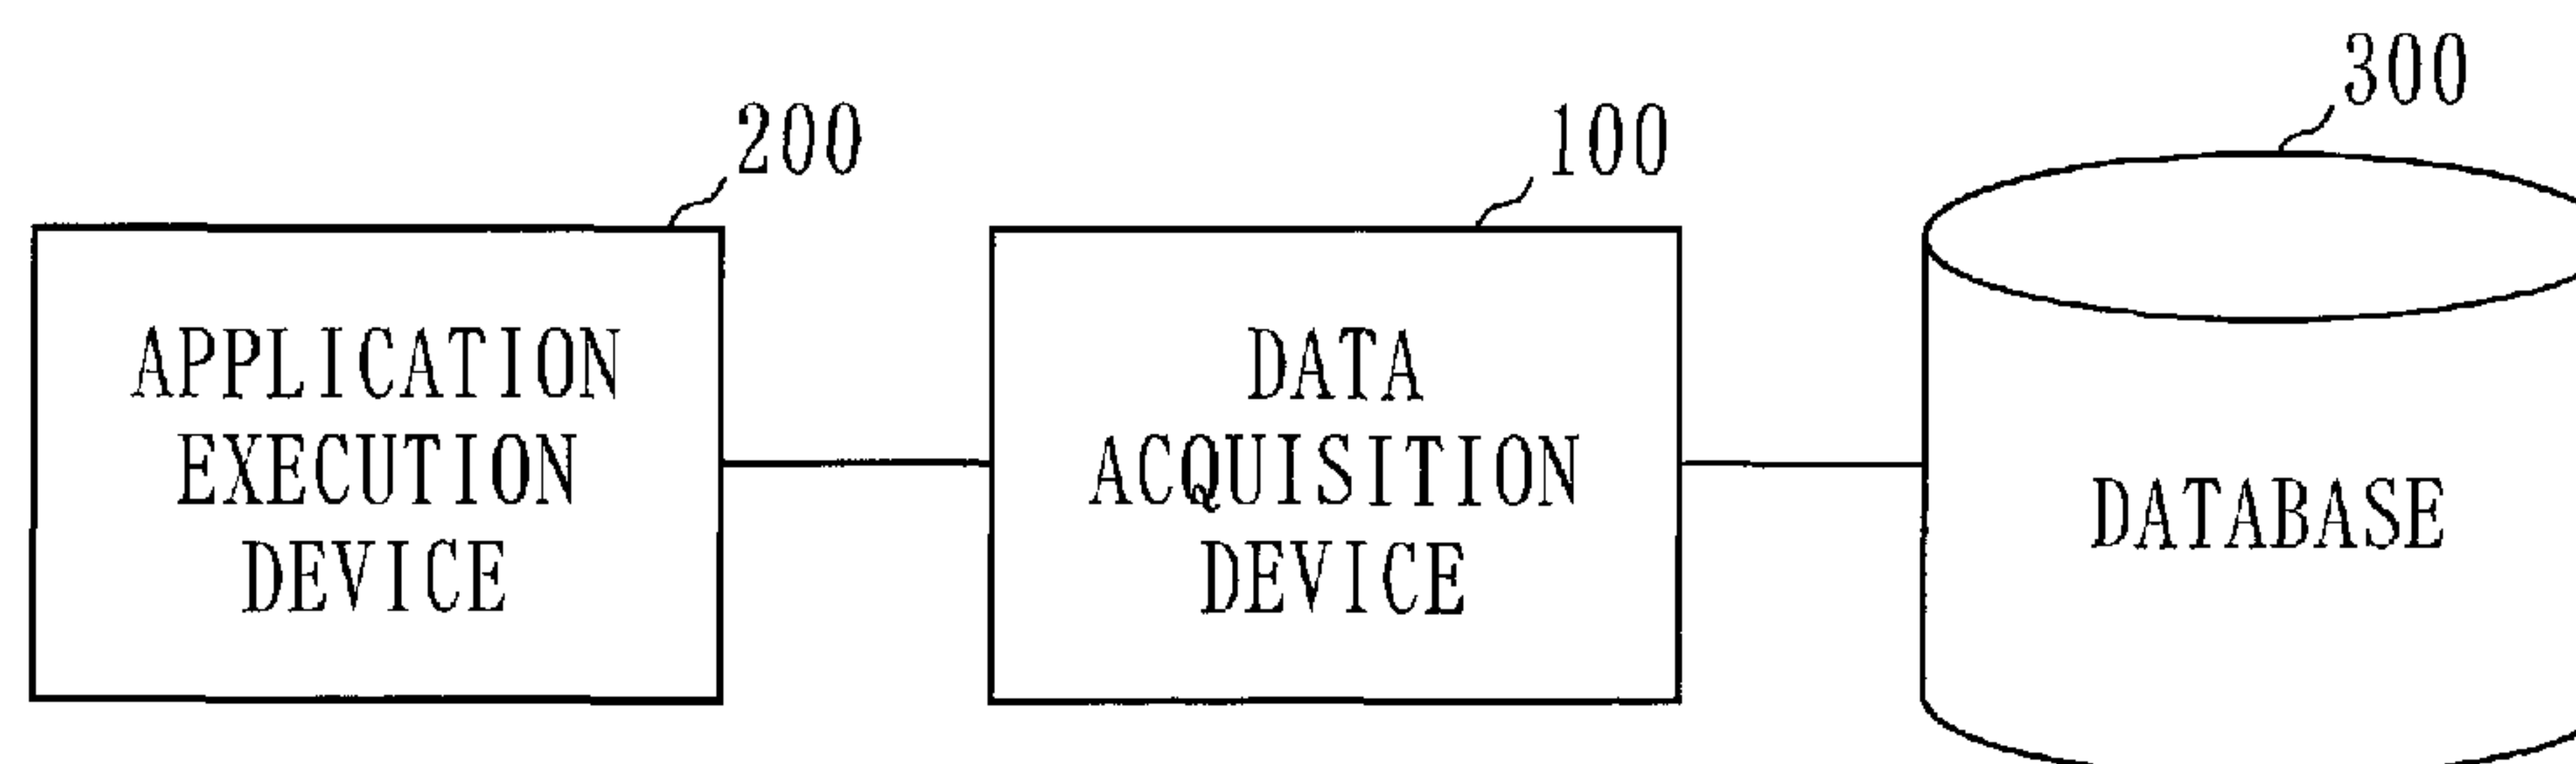 300
200
100
APPLICATION
EXECUTION
DEVICE
DATA
ACQUISITION
DEVICE
DATABASE